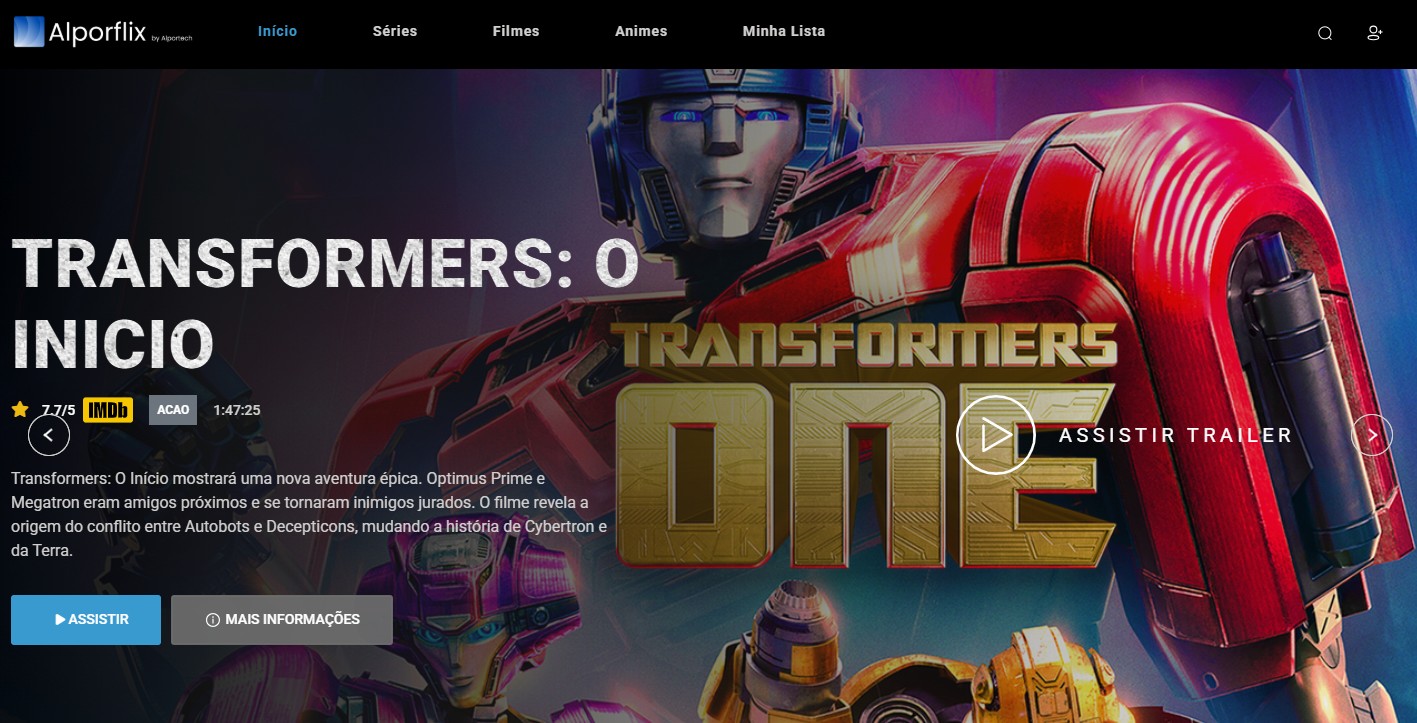 Alporflix by Alportech
Início Séries Filmes Animes Minha Lista
TRANSFORMERS: O
INICIO
TRANSFORMERS
ONE
7.7/5 IMDb ACAO 1:47:25
ASSISTIR TRAILER
Transformers: O Início mostrará uma nova aventura épica. Optimus Prime e
Megatron eram amigos próximos e se tornaram inimigos jurados. O filme revela a
origem do conflito entre Autobots e Decepticons, mudando a história de Cybertron e
da Terra.
ASSISTIR MAIS INFORMAÇÕES